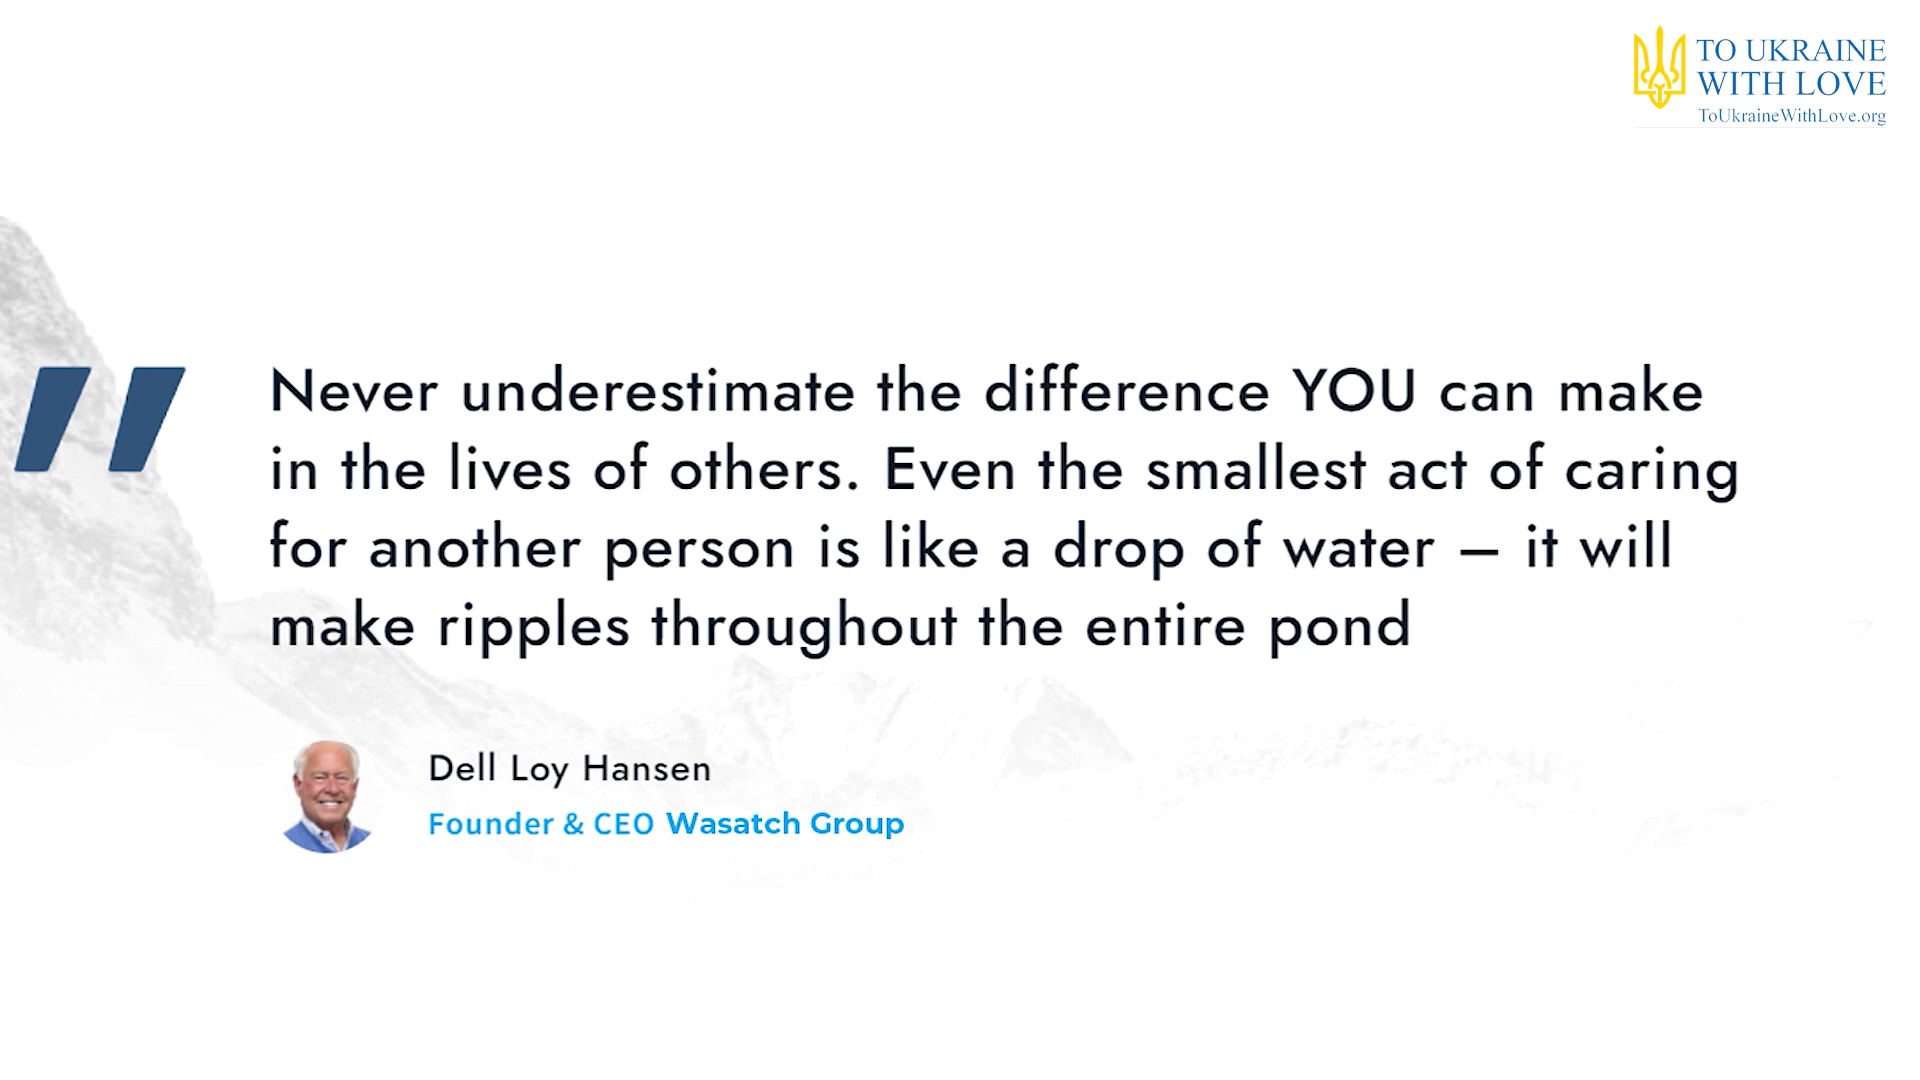 TO UKRAINE
WITH LOVE
ToUkraineWithLove.org
" Never underestimate the difference YOU can make
in the lives of others. Even the smallest act of caring
for another person is like a drop of water – it will
make ripples throughout the entire pond
Dell Loy Hansen
Founder & CEO Wasatch Group